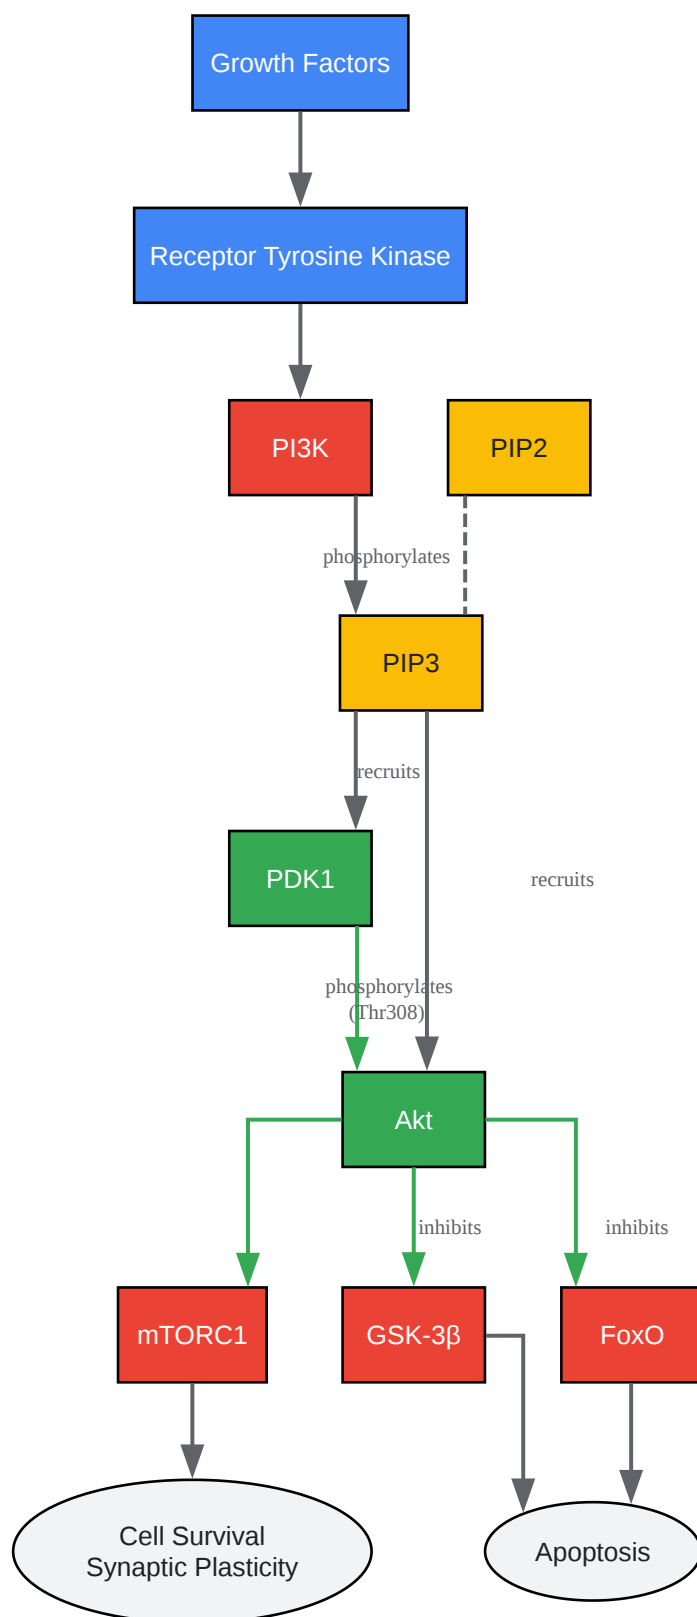 Growth Factors
Receptor Tyrosine Kinase
PI3K
PIP2
phosphorylates
PIP3
recruits
PDK1
recruits
phosphorylates
(Thr308)
Akt
inhibits
inhibits
mTORC1
GSK-3β
FoxO
Cell Survival
Synaptic Plasticity
Apoptosis